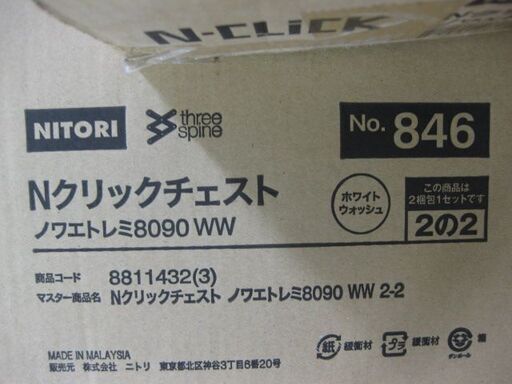 N-CLiCK
NITORI
three spine
No. 846
Nクリックチェスト
ノワエトレミ8090 WW
ホワイト
ウォッシュ
この商品は
2梱包1セットです
2の2
商品コード 8811432(3)
マスター商品名 Nクリックチェスト ノワエトレミ8090 WW 2-2
紙 緩衝材
プラ 緩衝材
ダンボール 箱
MADE IN MALAYSIA
販売元 株式会社 ニトリ 東京都北区神谷3丁目6番20号